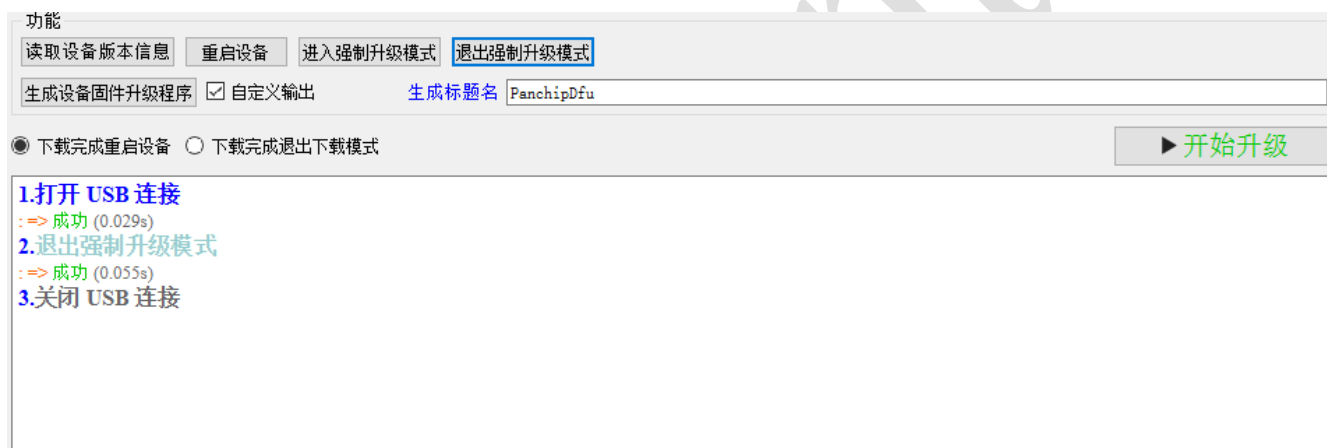 功能
读取设备版本信息 重启设备 进入强制升级模式 退出强制升级模式
生成设备固件升级程序 自定义输出 生成标题名 PanchipDfu
下载完成重启设备 下载完成退出下载模式 ▶开始升级
1.打开 USB 连接
: => 成功 (0.029s)
2.退出强制升级模式
: => 成功 (0.055s)
3.关闭 USB 连接